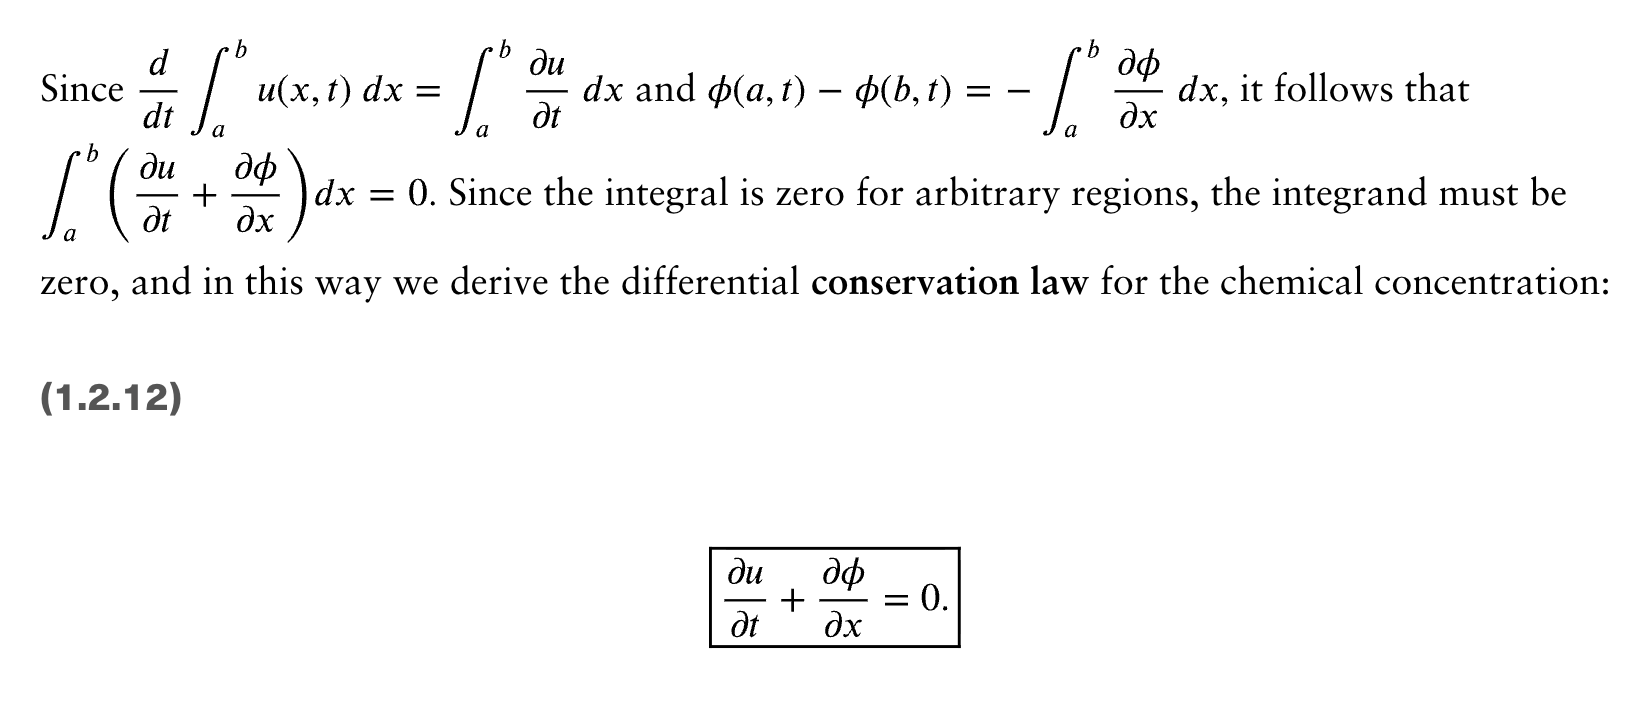 Since $\frac{d}{dt} \int_a^b u(x, t) \, dx = \int_a^b \frac{\partial u}{\partial t} \, dx$ and $\phi(a, t) - \phi(b, t) = -\int_a^b \frac{\partial \phi}{\partial x} \, dx$, it follows that
$\int_a^b \left( \frac{\partial u}{\partial t} + \frac{\partial \phi}{\partial x} \right) dx = 0$. Since the integral is zero for arbitrary regions, the integrand must be
zero, and in this way we derive the differential conservation law for the chemical concentration:
(1.2.12)
$\frac{\partial u}{\partial t} + \frac{\partial \phi}{\partial x} = 0.$